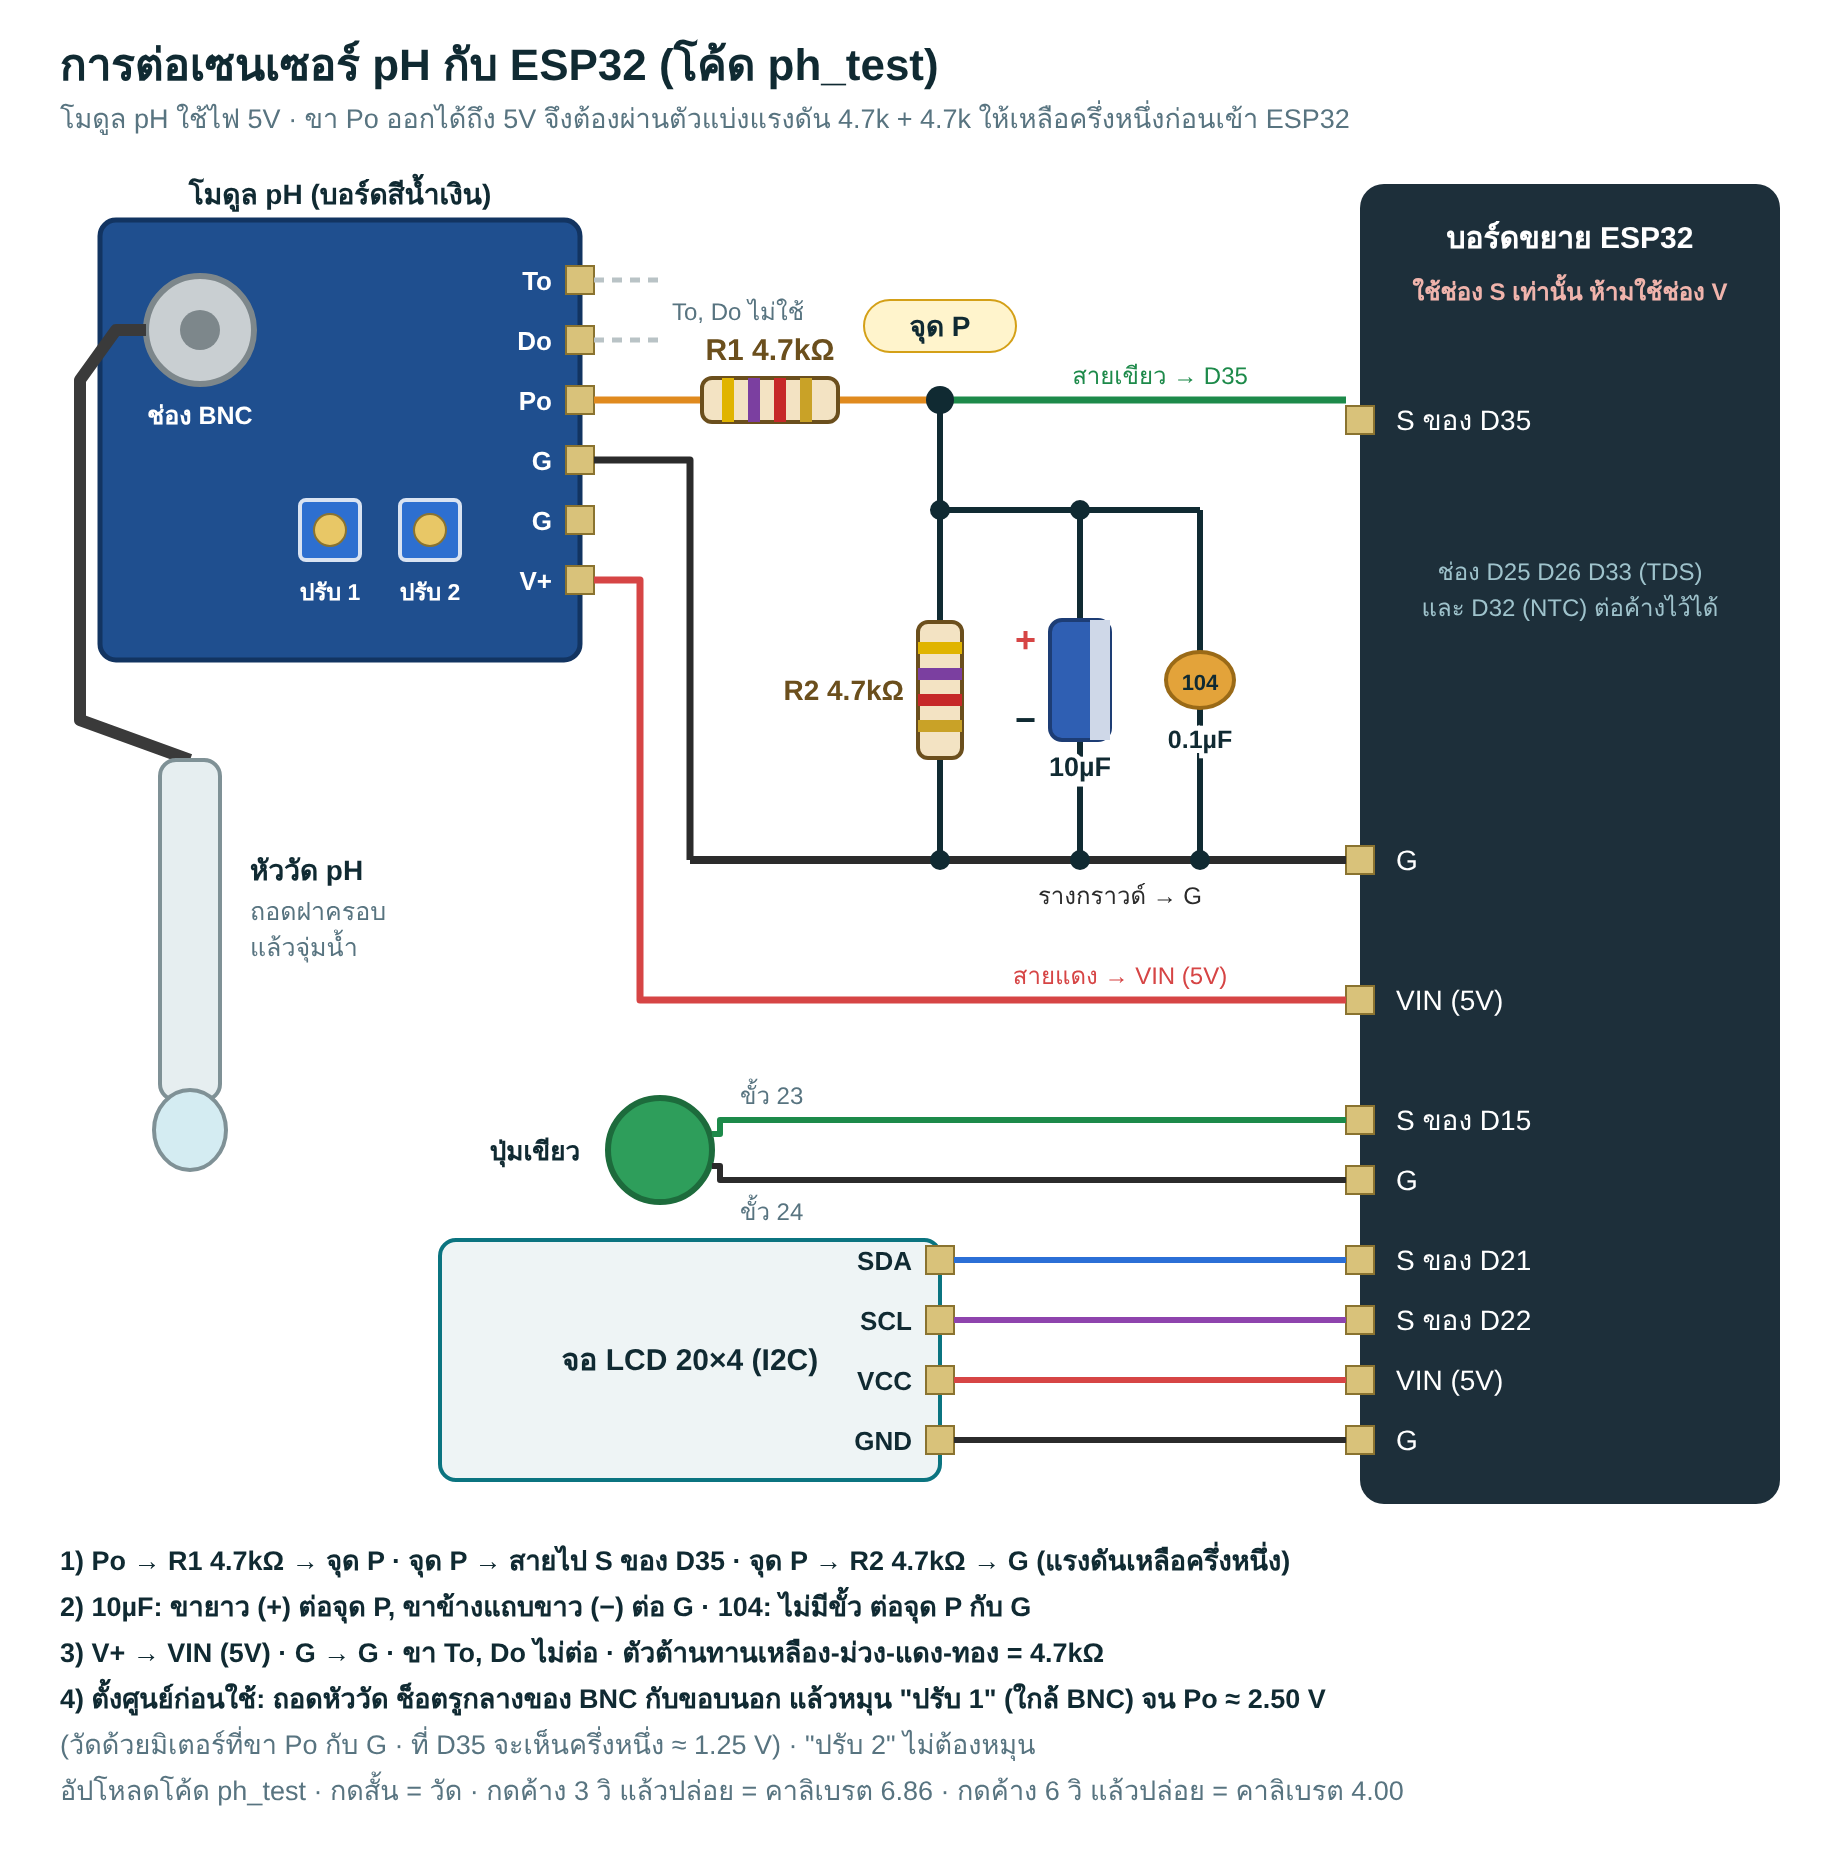 การต่อเซนเซอร์ pH กับ ESP32 (โค้ด ph_test)
โมดูล pH ใช้ไฟ 5V · ขา Po ออกได้ถึง 5V จึงต้องผ่านตัวแบ่งแรงดัน 4.7k + 4.7k ให้เหลือครึ่งหนึ่งก่อนเข้า ESP32
โมดูล pH (บอร์ดสีน้ำเงิน)
To
Do
Po
G
G
V+
ช่อง BNC
ปรับ 1
ปรับ 2
To, Do ไม่ใช้
R1 4.7kΩ
จุด P
สายเขียว → D35
R2 4.7kΩ
+
−
10µF
104
0.1µF
รางกราวด์ → G
สายแดง → VIN (5V)
หัววัด pH
ถอดฝาครอบ
แล้วจุ่มน้ำ
บอร์ดขยาย ESP32
ใช้ช่อง S เท่านั้น ห้ามใช้ช่อง V
S ของ D35
ช่อง D25 D26 D33 (TDS)
และ D32 (NTC) ต่อค้างไว้ได้
G
VIN (5V)
S ของ D15
G
S ของ D21
S ของ D22
VIN (5V)
G
ปุ่มเขียว
ขั้ว 23
ขั้ว 24
จอ LCD 20×4 (I2C)
SDA
SCL
VCC
GND
1) Po → R1 4.7kΩ → จุด P · จุด P → สายไป S ของ D35 · จุด P → R2 4.7kΩ → G (แรงดันเหลือครึ่งหนึ่ง)
2) 10µF: ขายาว (+) ต่อจุด P, ขาข้างแถบขาว (−) ต่อ G · 104: ไม่มีขั้ว ต่อจุด P กับ G
3) V+ → VIN (5V) · G → G · ขา To, Do ไม่ต่อ · ตัวต้านทานเหลือง-ม่วง-แดง-ทอง = 4.7kΩ
4) ตั้งศูนย์ก่อนใช้: ถอดหัววัด ช็อตรูกลางของ BNC กับขอบนอก แล้วหมุน "ปรับ 1" (ใกล้ BNC) จน Po ≈ 2.50 V
(วัดด้วยมิเตอร์ที่ขา Po กับ G · ที่ D35 จะเห็นครึ่งหนึ่ง ≈ 1.25 V) · "ปรับ 2" ไม่ต้องหมุน
อัปโหลดโค้ด ph_test · กดสั้น = วัด · กดค้าง 3 วิ แล้วปล่อย = คาลิเบรต 6.86 · กดค้าง 6 วิ แล้วปล่อย = คาลิเบรต 4.00